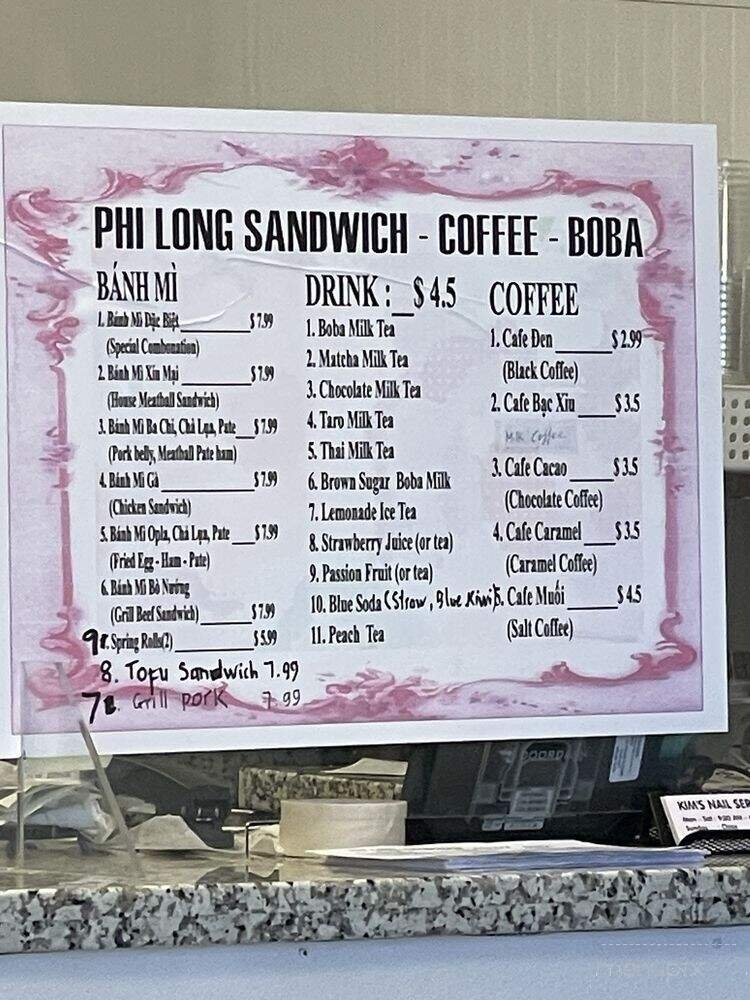 PHI LONG SANDWICH - COFFEE - BOBA
BÁNH MÌ
1. Bánh Mì Đặc Biệt $7.99
(Special Combonation)
2. Bánh Mì Xíu Mại $7.99
(House Meatball Sandwich)
3. Bánh Mì Ba Chỉ, Chả Lụa, Pate $7.99
(Pork belly, Meatball Pate ham)
4. Bánh Mì Gà $7.99
(Chicken Sandwich)
5. Bánh Mì Opla, Chả Lụa, Pate $7.99
(Fried Egg - Ham - Pate)
6. Bánh Mì Bò Nướng
(Grill Beef Sandwich) $7.99
9. Spring Rolls(2) $5.99
8. Tofu Sandwich 7.99
7. Grill pork 7.99
DRINK : $4.5
1. Boba Milk Tea
2. Matcha Milk Tea
3. Chocolate Milk Tea
4. Taro Milk Tea
5. Thai Milk Tea
6. Brown Sugar Boba Milk
7. Lemonade Ice Tea
8. Strawberry Juice (or tea)
9. Passion Fruit (or tea)
10. Blue Soda (Straw, Blue Kiwi)
11. Peach Tea
COFFEE
1. Cafe Đen $2.99
(Black Coffee)
2. Cafe Bạc Xỉu $3.5
Milk Coffee
3. Cafe Cacao $3.5
(Chocolate Coffee)
4. Cafe Caramel $3.5
(Caramel Coffee)
5. Cafe Muối $4.5
(Salt Coffee)
KIM'S NAIL SER
menupix